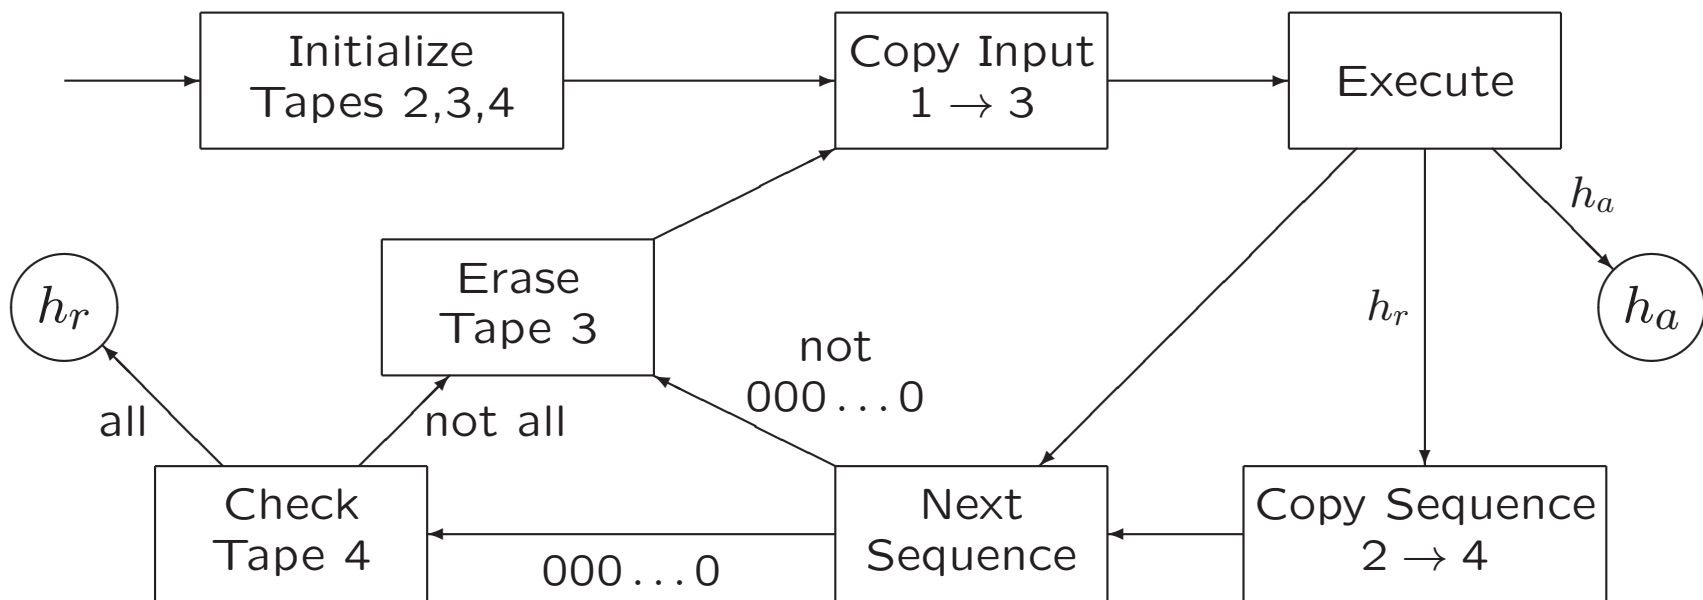 Initialize
Tapes 2,3,4
Copy Input
1 → 3
Execute
h_a
h_r
Erase
Tape 3
h_r
h_a
not
000 . . . 0
all
not all
Check
Tape 4
000 . . . 0
Next
Sequence
Copy Sequence
2 → 4